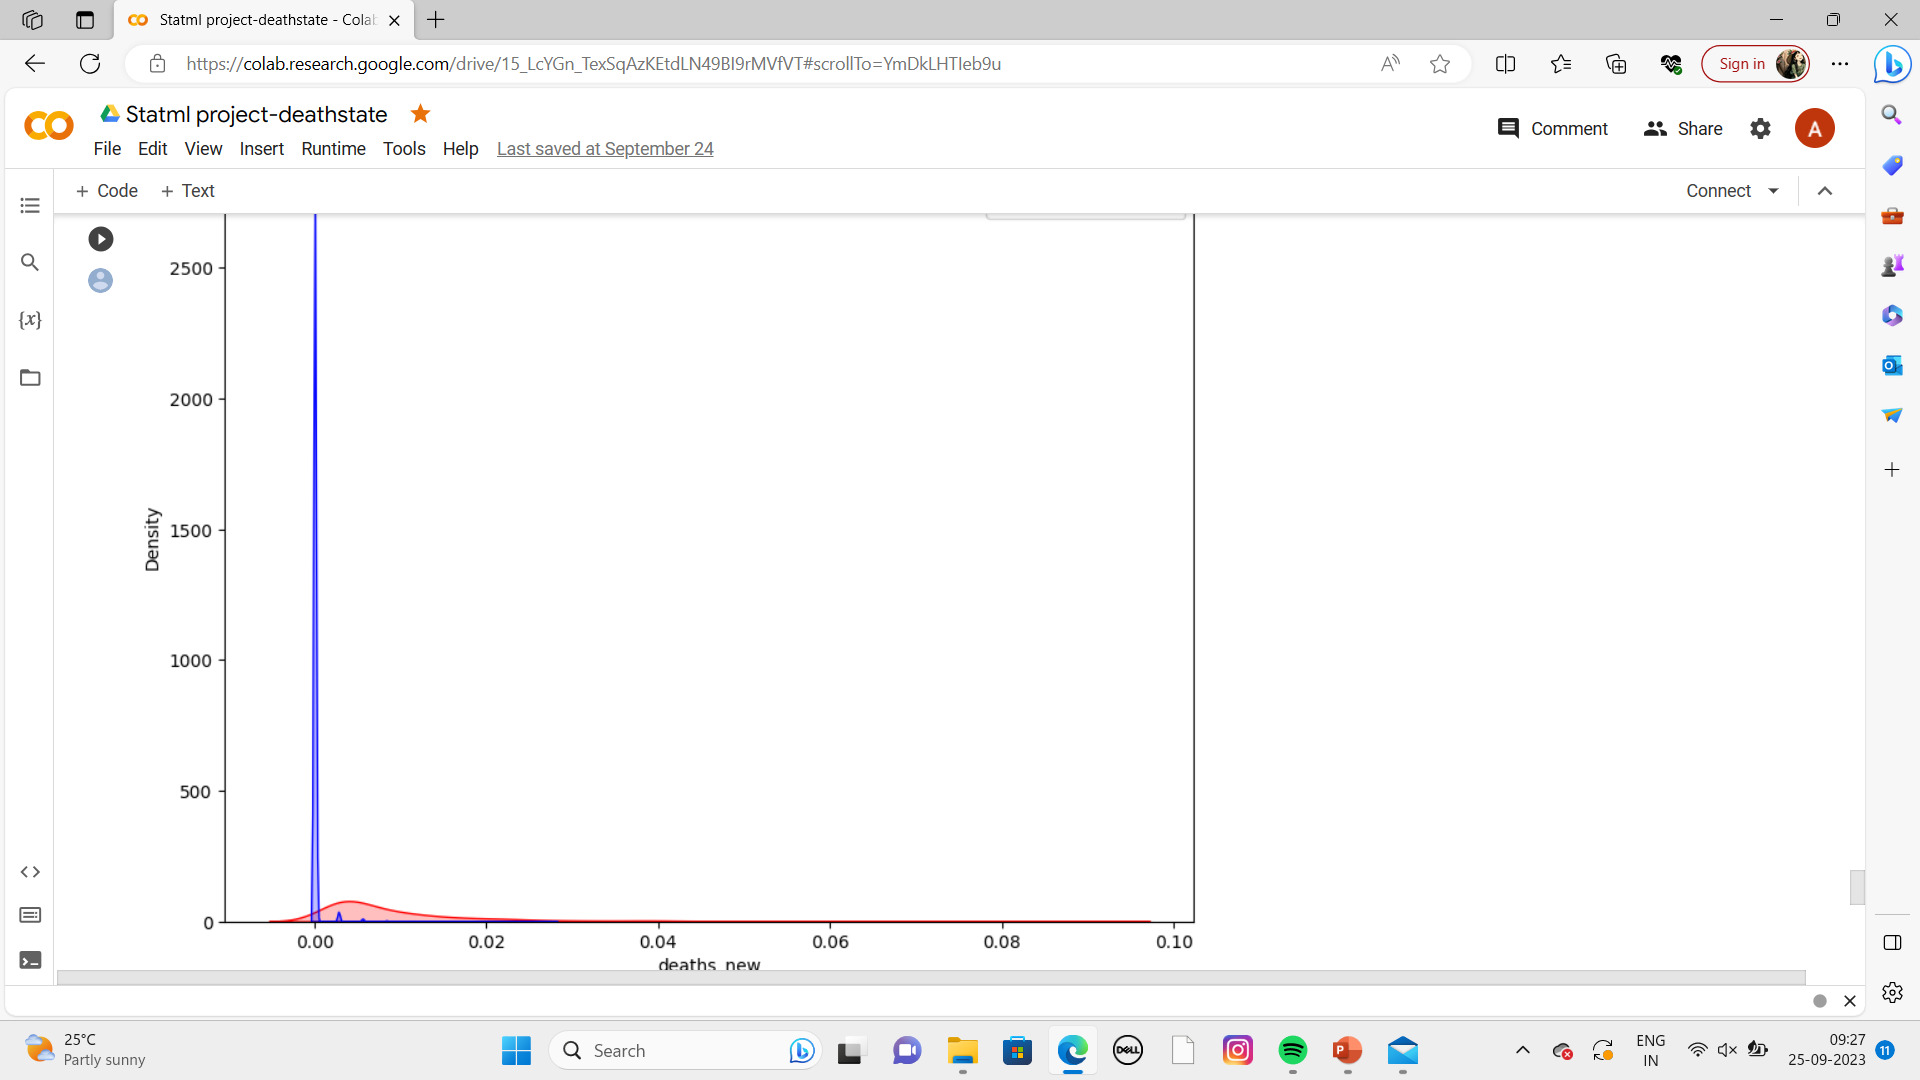 Statml project-deathstate - Colab
https://colab.research.google.com/drive/15_LcYGn_TexSqAzKEtdLN49BI9rMVfVT#scrollTo=YmDkLHTIeb9u
Sign in
Statml project-deathstate
Comment
Share
A
File Edit View Insert Runtime Tools Help Last saved at September 24
+ Code + Text
Connect
2500
2000
1500
1000
500
0
Density
0.00 0.02 0.04 0.06 0.08 0.10
deaths_new
25°C
Partly sunny
Search
DELL
ENG
IN
09:27
25-09-2023
11